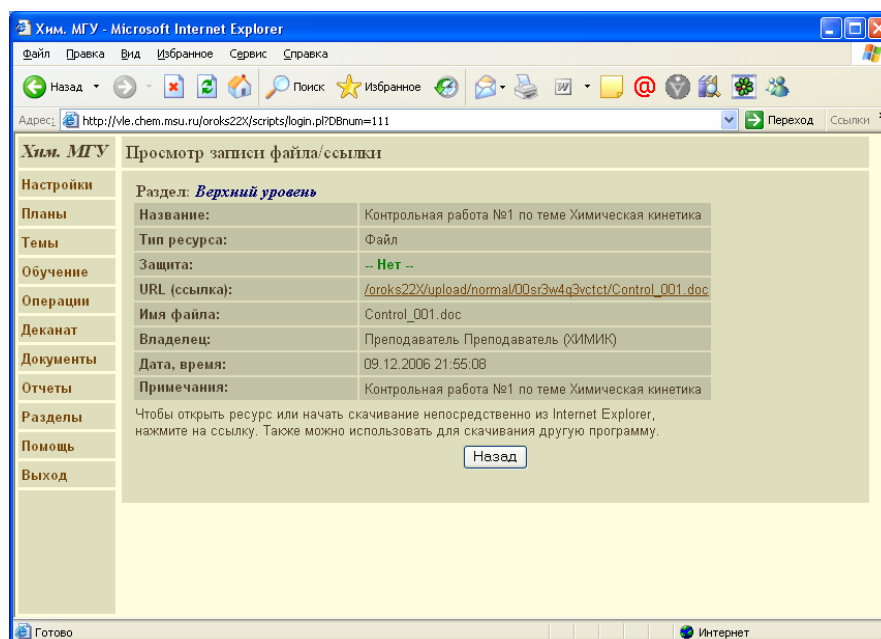 Хим. МГУ - Microsoft Internet Explorer
Файл Правка Вид Избранное Сервис Справка
Назад Поиск Избранное
Адрес: http://vle.chem.msu.ru/oroks22X/scripts/login.pl?DBnum=111 Переход Ссылки
Хим. МГУ Просмотр записи файла/ссылки
Настройки
Планы
Темы
Обучение
Операции
Деканат
Документы
Отчеты
Разделы
Помощь
Выход
Раздел: Верхний уровень
Название: Контрольная работа №1 по теме Химическая кинетика
Тип ресурса: Файл
Защита: -- Нет --
URL (ссылка): /oroks22X/upload/normal/00sr3w4q3vctct/Control_001.doc
Имя файла: Control_001.doc
Владелец: Преподаватель Преподаватель (ХИМИК)
Дата, время: 09.12.2006 21:55:08
Примечания: Контрольная работа №1 по теме Химическая кинетика
Чтобы открыть ресурс или начать скачивание непосредственно из Internet Explorer,
нажмите на ссылку. Также можно использовать для скачивания другую программу.
Назад
Готово Интернет